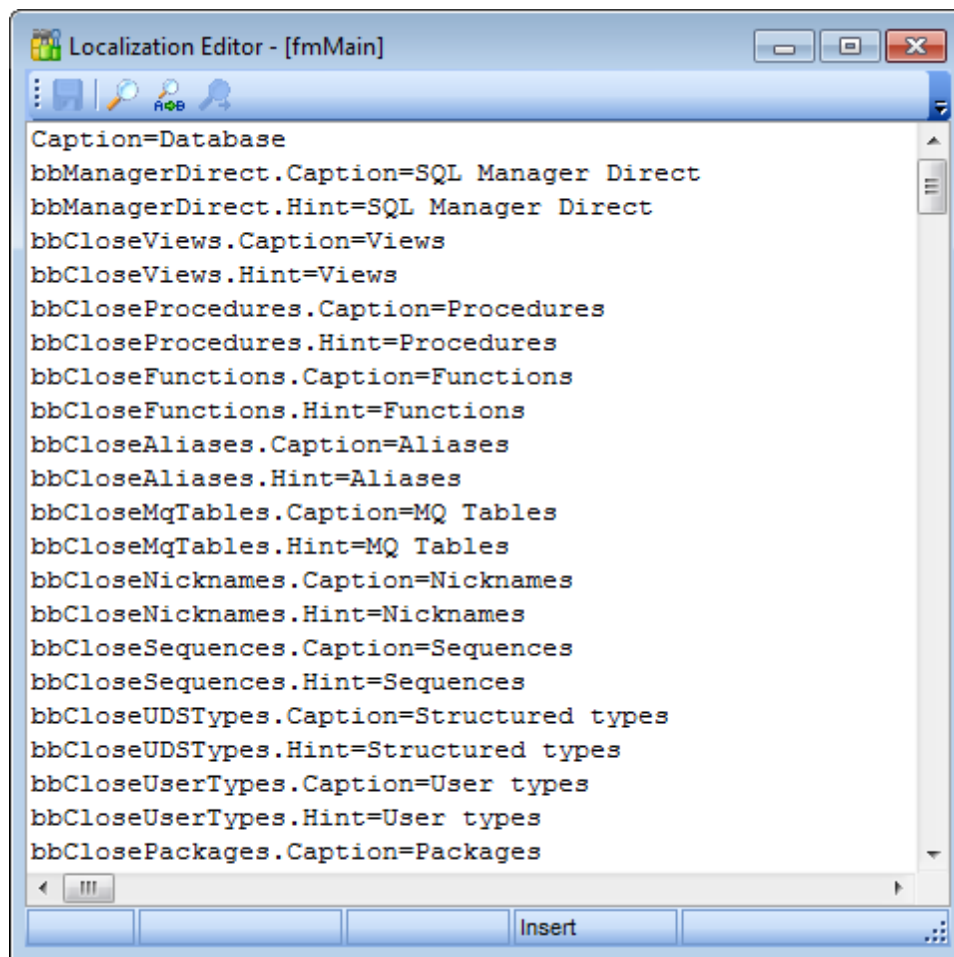 Localization Editor - [fmMain]
A B
Caption=Database
bbManagerDirect.Caption=SQL Manager Direct
bbManagerDirect.Hint=SQL Manager Direct
bbCloseViews.Caption=Views
bbCloseViews.Hint=Views
bbCloseProcedures.Caption=Procedures
bbCloseProcedures.Hint=Procedures
bbCloseFunctions.Caption=Functions
bbCloseFunctions.Hint=Functions
bbCloseAliases.Caption=Aliases
bbCloseAliases.Hint=Aliases
bbCloseMqTables.Caption=MQ Tables
bbCloseMqTables.Hint=MQ Tables
bbCloseNicknames.Caption=Nicknames
bbCloseNicknames.Hint=Nicknames
bbCloseSequences.Caption=Sequences
bbCloseSequences.Hint=Sequences
bbCloseUDSTypes.Caption=Structured types
bbCloseUDSTypes.Hint=Structured types
bbCloseUserTypes.Caption=User types
bbCloseUserTypes.Hint=User types
bbClosePackages.Caption=Packages
Insert